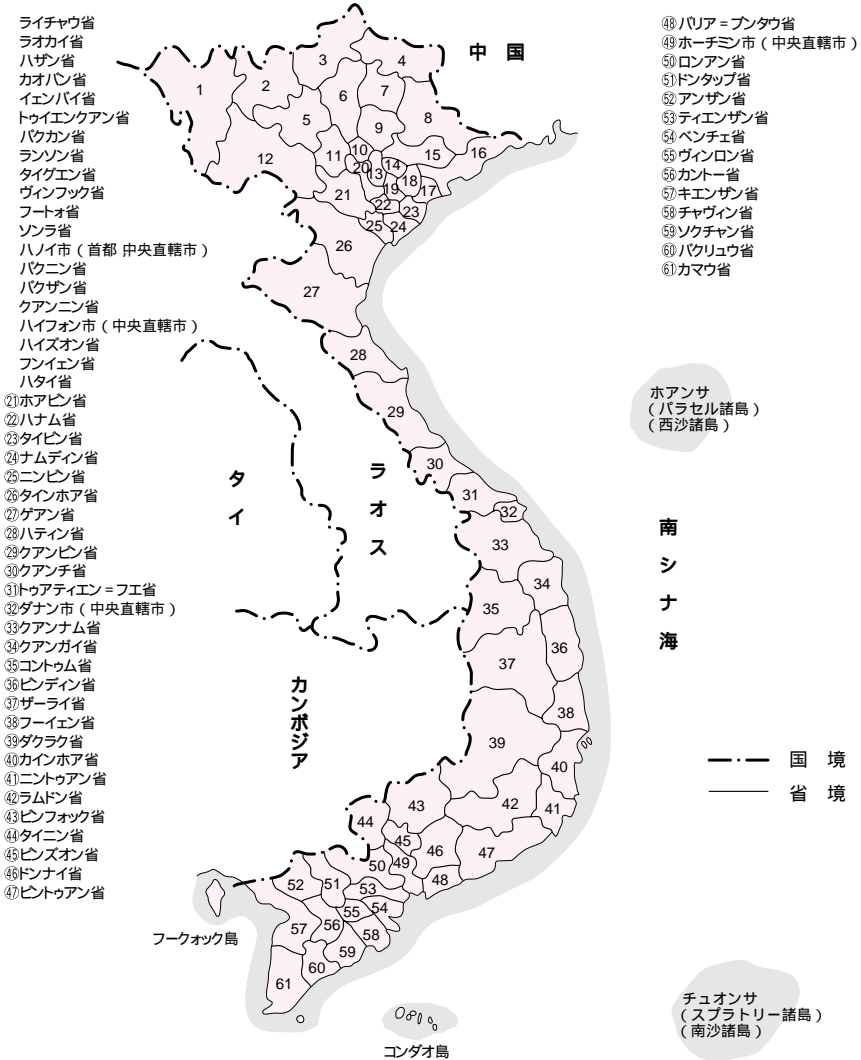 ライチャウ省
ラオカイ省
ハザン省
カオバン省
イェンバイ省
トゥイエンクアン省
バクカン省
ランソン省
タイグエン省
ヴィンフック省
フートォ省
ソンラ省
ハノイ市（首都 中央直轄市）
バクニン省
バクザン省
クアンニン省
ハイフォン市（中央直轄市）
ハイズオン省
フンイェン省
ハタイ省
㉑ホアビン省
㉒ハナム省
㉓タイビン省
㉔ナムディン省
㉕ニンビン省
㉖タインホア省
㉗ゲアン省
㉘ハティン省
㉙クアンビン省
㉚クアンチ省
㉛トゥアティエン＝フエ省
㉜ダナン市（中央直轄市）
㉝クアンナム省
㉞クアンガイ省
㉟コントゥム省
㊱ビンディン省
㊲ザーライ省
㊳フーイェン省
㊴ダクラク省
㊵カインホア省
㊶ニントゥアン省
㊷ラムドン省
㊸ビンフォック省
㊹タイニン省
㊺ビンズオン省
㊻ドンナイ省
㊼ビントゥアン省
㊽バリア＝ブンタウ省
㊾ホーチミン市（中央直轄市）
㊿ロンアン省
51ドンタップ省
52アンザン省
53ティエンザン省
54ベンチェ省
55ヴィンロン省
56カントー省
57キエンザン省
58チャヴィン省
59ソクチャン省
60バクリュウ省
61カマウ省
中国
1
2
3
4
5
6
7
8
9
10
11
12
13
14
15
16
17
18
19
20
21
22
23
24
25
26
27
28
29
30
31
32
33
34
35
36
37
38
39
40
41
42
43
44
45
46
47
48
49
50
51
52
53
54
55
56
57
58
59
60
61
タイ
ラオス
カンボジア
ホアンサ
（パラセル諸島）
（西沙諸島）
南シナ海
国境
省境
フークォック島
コンダオ島
チュオンサ
（スプラトリー諸島）
（南沙諸島）